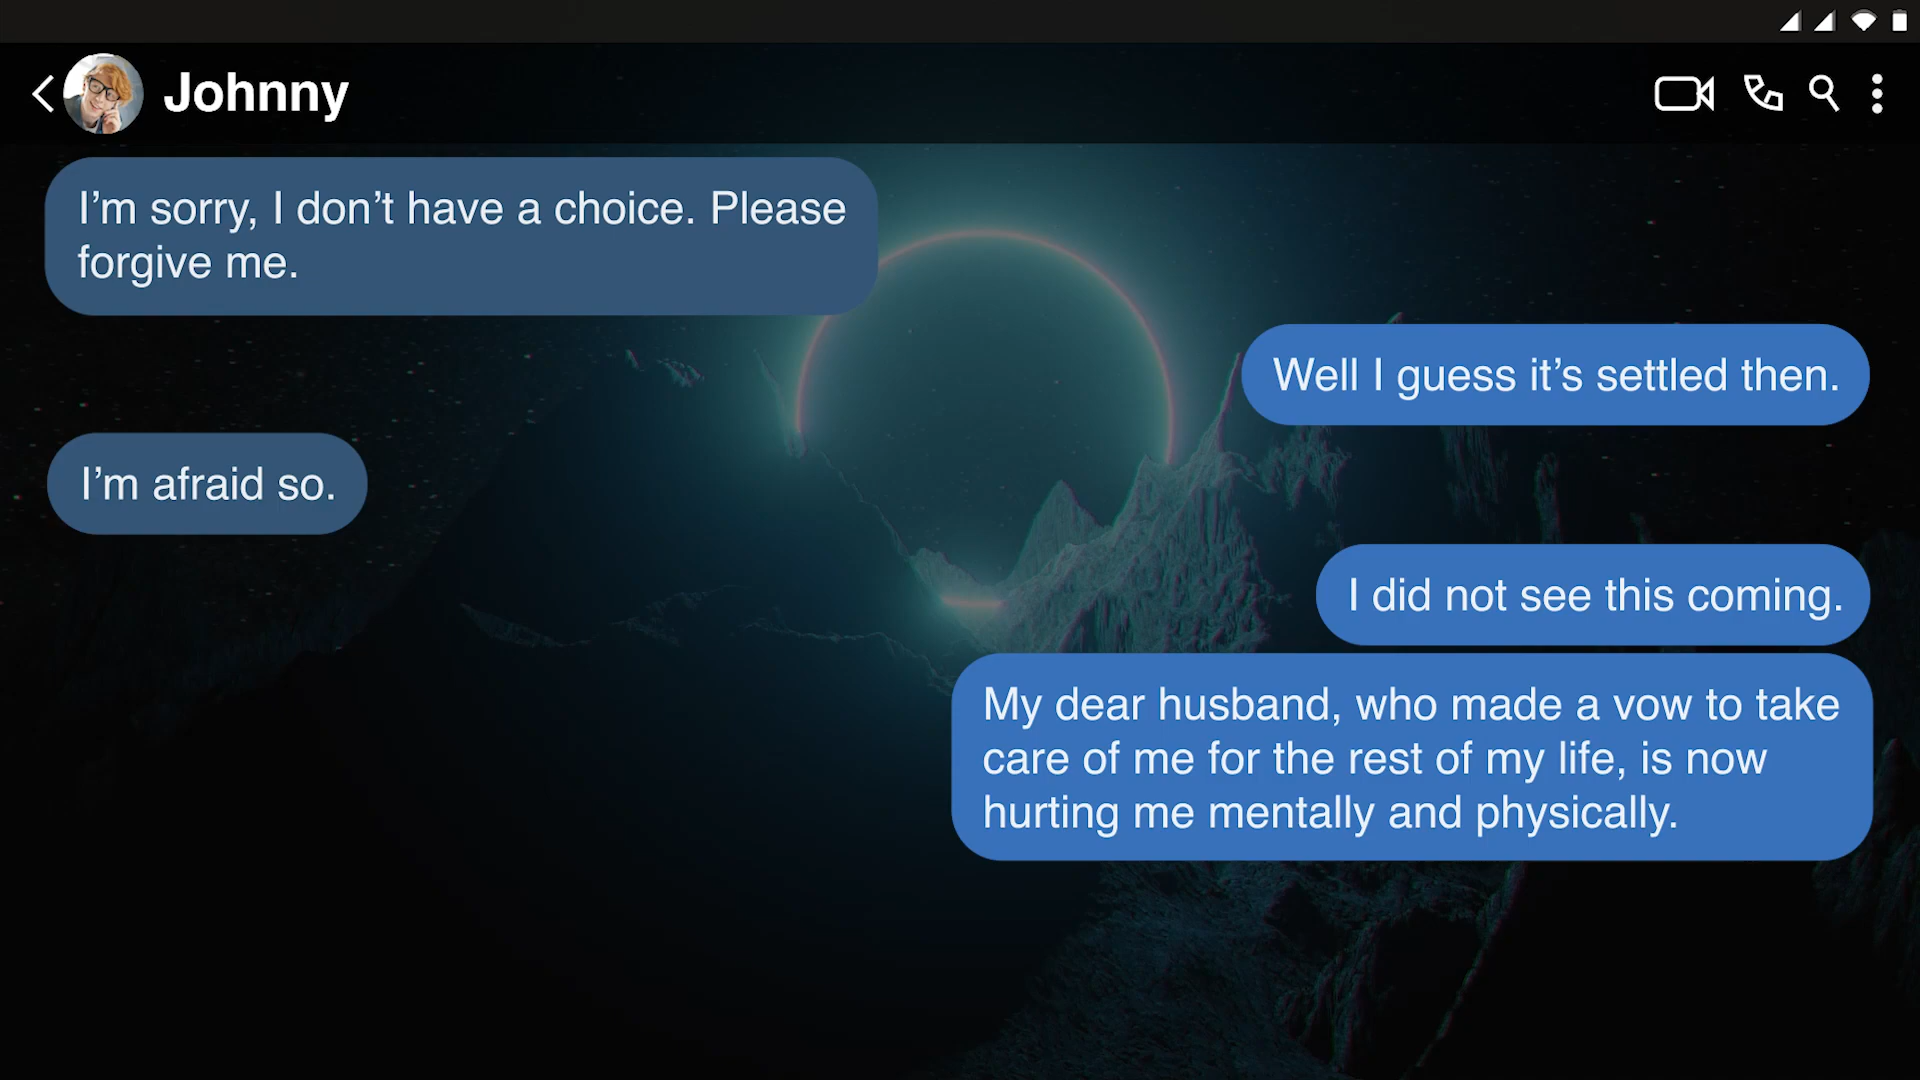 Johnny
I’m sorry, I don’t have a choice. Please
forgive me.
Well I guess it’s settled then.
I’m afraid so.
I did not see this coming.
My dear husband, who made a vow to take
care of me for the rest of my life, is now
hurting me mentally and physically.